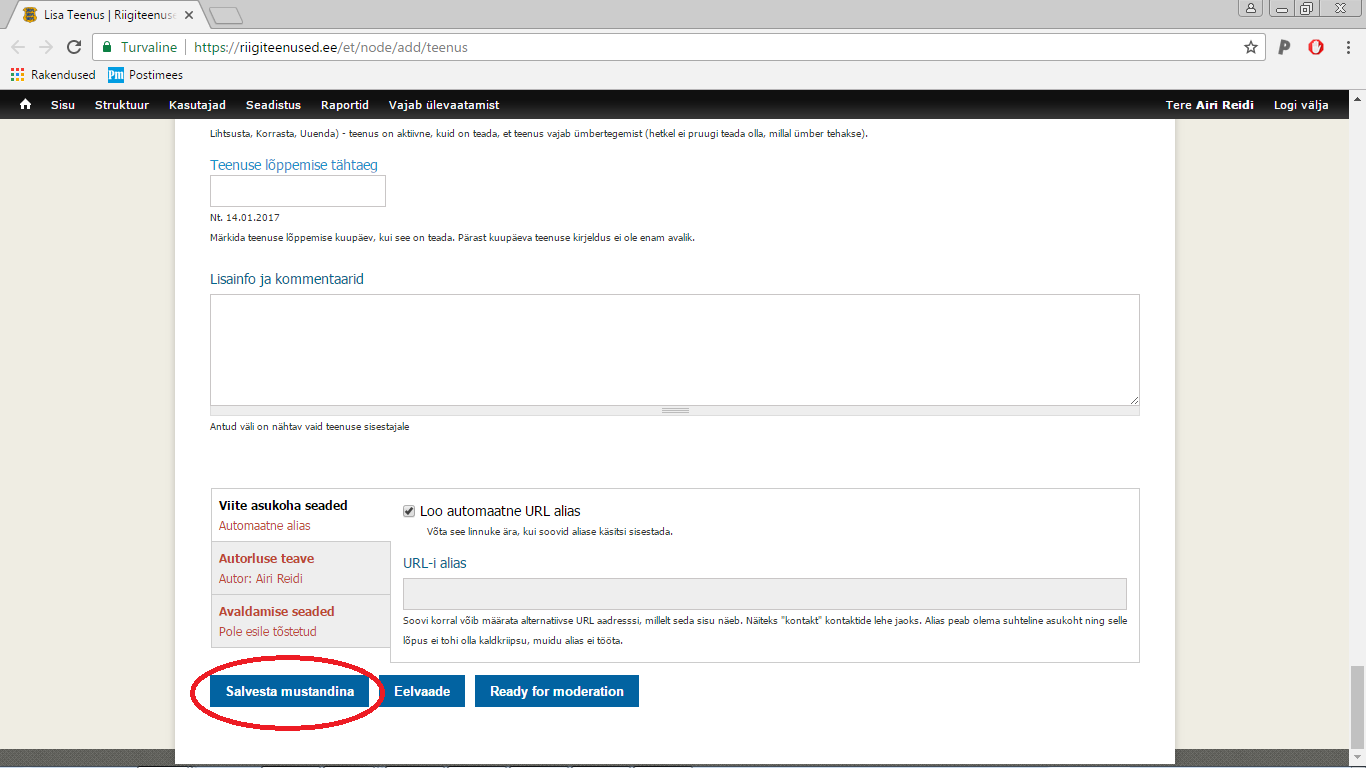 Lisa Teenus | Riigiteenuse
Turvaline
https://riigiteenused.ee/et/node/add/teenus
Rakendused Pm Postimees
Sisu Struktuur Kasutajad Seadistus Raportid Vajab ülevaatamist Tere Airi Reidi Logi välja
Lihtsusta, Korrasta, Uuenda) - teenus on aktiivne, kuid on teada, et teenus vajab ümbertegemist (hetkel ei pruugi teada olla, millal ümber tehakse).
Teenuse lõppemise tähtaeg
Nt. 14.01.2017
Märkida teenuse lõppemise kuupäev, kui see on teada. Pärast kuupäeva teenuse kirjeldus ei ole enam avalik.
Lisainfo ja kommentaarid
Antud väli on nähtav vaid teenuse sisestajale
Viite asukoha seaded
Automaatne alias
Autorluse teave
Autor: Airi Reidi
Avaldamise seaded
Pole esile tõstetud
Loo automaatne URL alias
Võta see linnuke ära, kui soovid aliase käsitsi sisestada.
URL-i alias
Soovi korral võib määrata alternatiivse URL aadresssi, millelt seda sisu näeb. Näiteks "kontakt" kontaktide lehe jaoks. Alias peab olema suhteline asukoht ning selle
lõpus ei tohi olla kaldkriipsu, muidu alias ei tööta.
Salvesta mustandina Eelvaade Ready for moderation